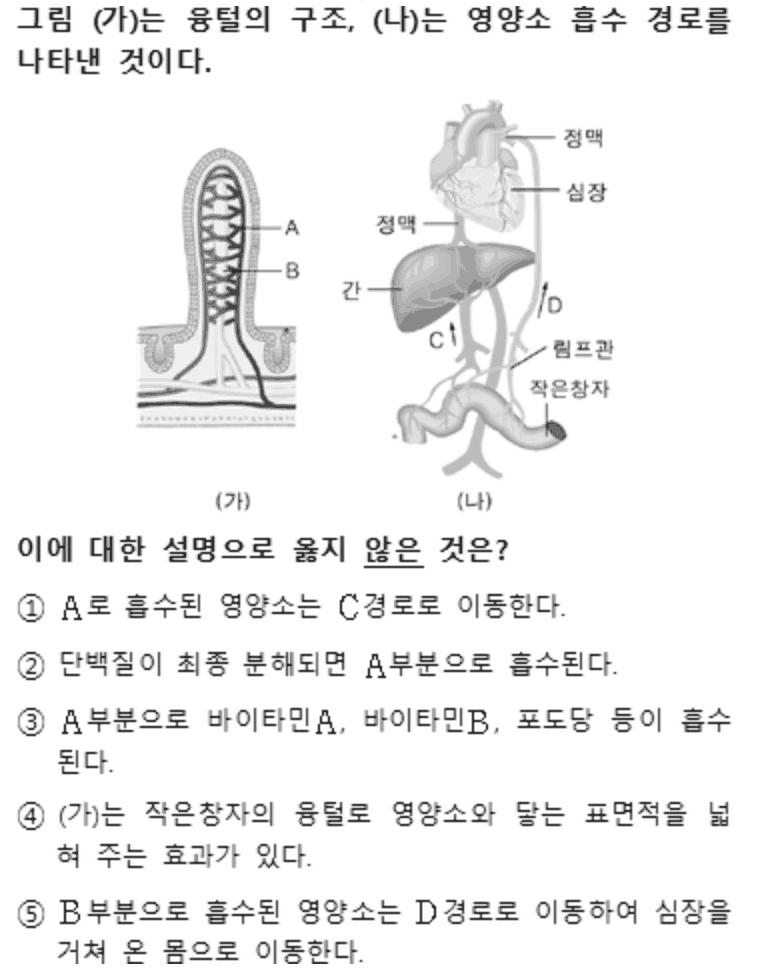 그림 (가)는 융털의 구조, (나)는 영양소 흡수 경로를
나타낸 것이다.
정맥
심장
정맥
A
B
간
C
D
림프관
작은창자
(가)
(나)
이에 대한 설명으로 옳지 않은 것은?
① A로 흡수된 영양소는 C경로로 이동한다.
② 단백질이 최종 분해되면 A부분으로 흡수된다.
③ A부분으로 바이타민A, 바이타민B, 포도당 등이 흡수
된다.
④ (가)는 작은창자의 융털로 영양소와 닿는 표면적을 넓
혀 주는 효과가 있다.
⑤ B부분으로 흡수된 영양소는 D경로로 이동하여 심장을
거쳐 온 몸으로 이동한다.